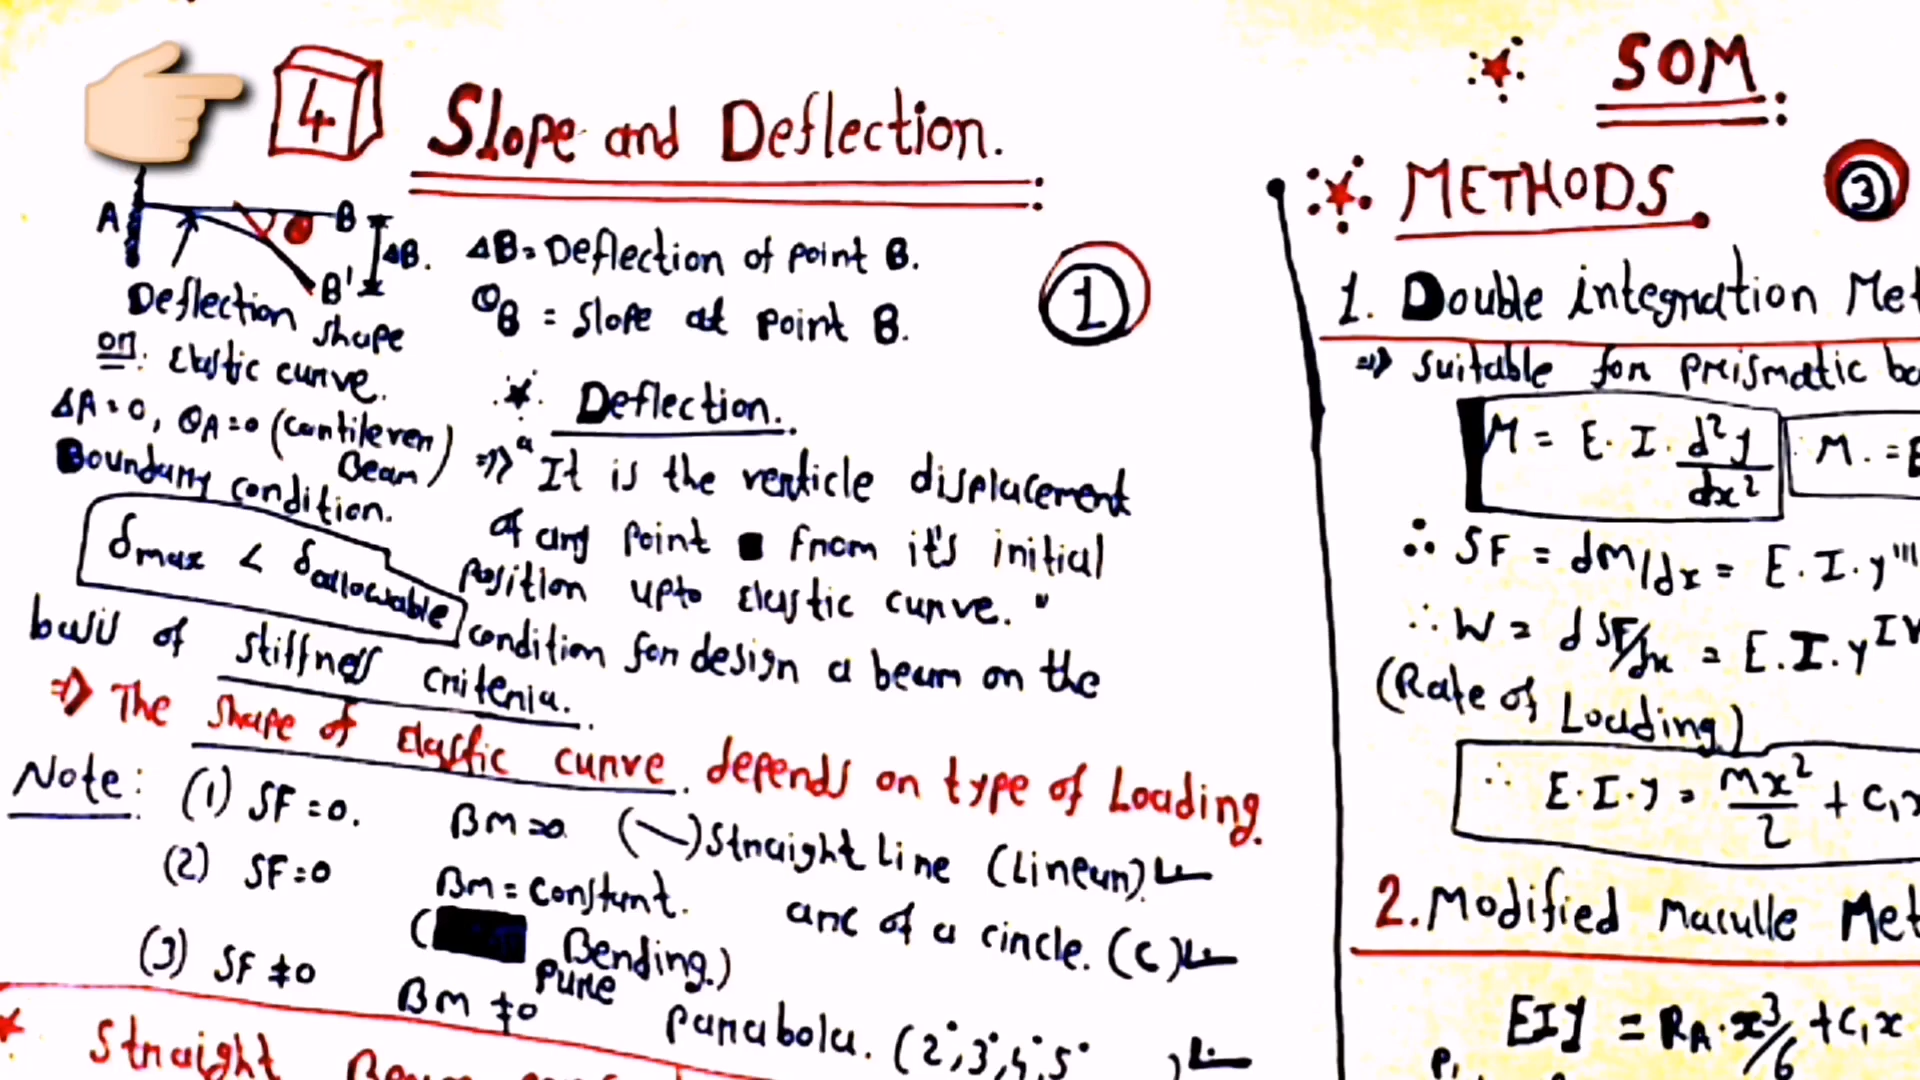 4 Slope and Deflection.
A B ΔB.
B'
Deflection shape
or. Elastic curve.
ΔA = 0, θA = 0 (cantilever Beam)
Boundary condition.
ΔB = Deflection of point B.
θB = slope at point B.
1
Deflection.
=> "It is the verticle displacement
of any point from it's initial
position upto Elastic curve."
δmax < δallowable condition for design a beam on the
basis of stiffness criteria.
=> The shape of Elastic curve depends on type of Loading.
Note: (1) SF = 0. BM = 0. Straight line (Linear)
(2) SF = 0 BM = constant. arc of a circle. (C)
( Pure Bending.)
(3) SF ≠ 0 BM ≠ 0 parabola. (2°, 3°, 4°, 5° )
Straight
SOM
METHODS 3
1. Double integration Met
=> suitable for prismatic ba
M = E. I. d²y/dx² M. = E
∴ SF = dM/dx = E. I. y'''
∴ W = dSF/dx = E. I. y^IV
(Rate of Loading)
∴ E. I. y = Mx²/2 + C₁x
2. Modified Maculle Met
EIy = RA. x³/6 + C₁x